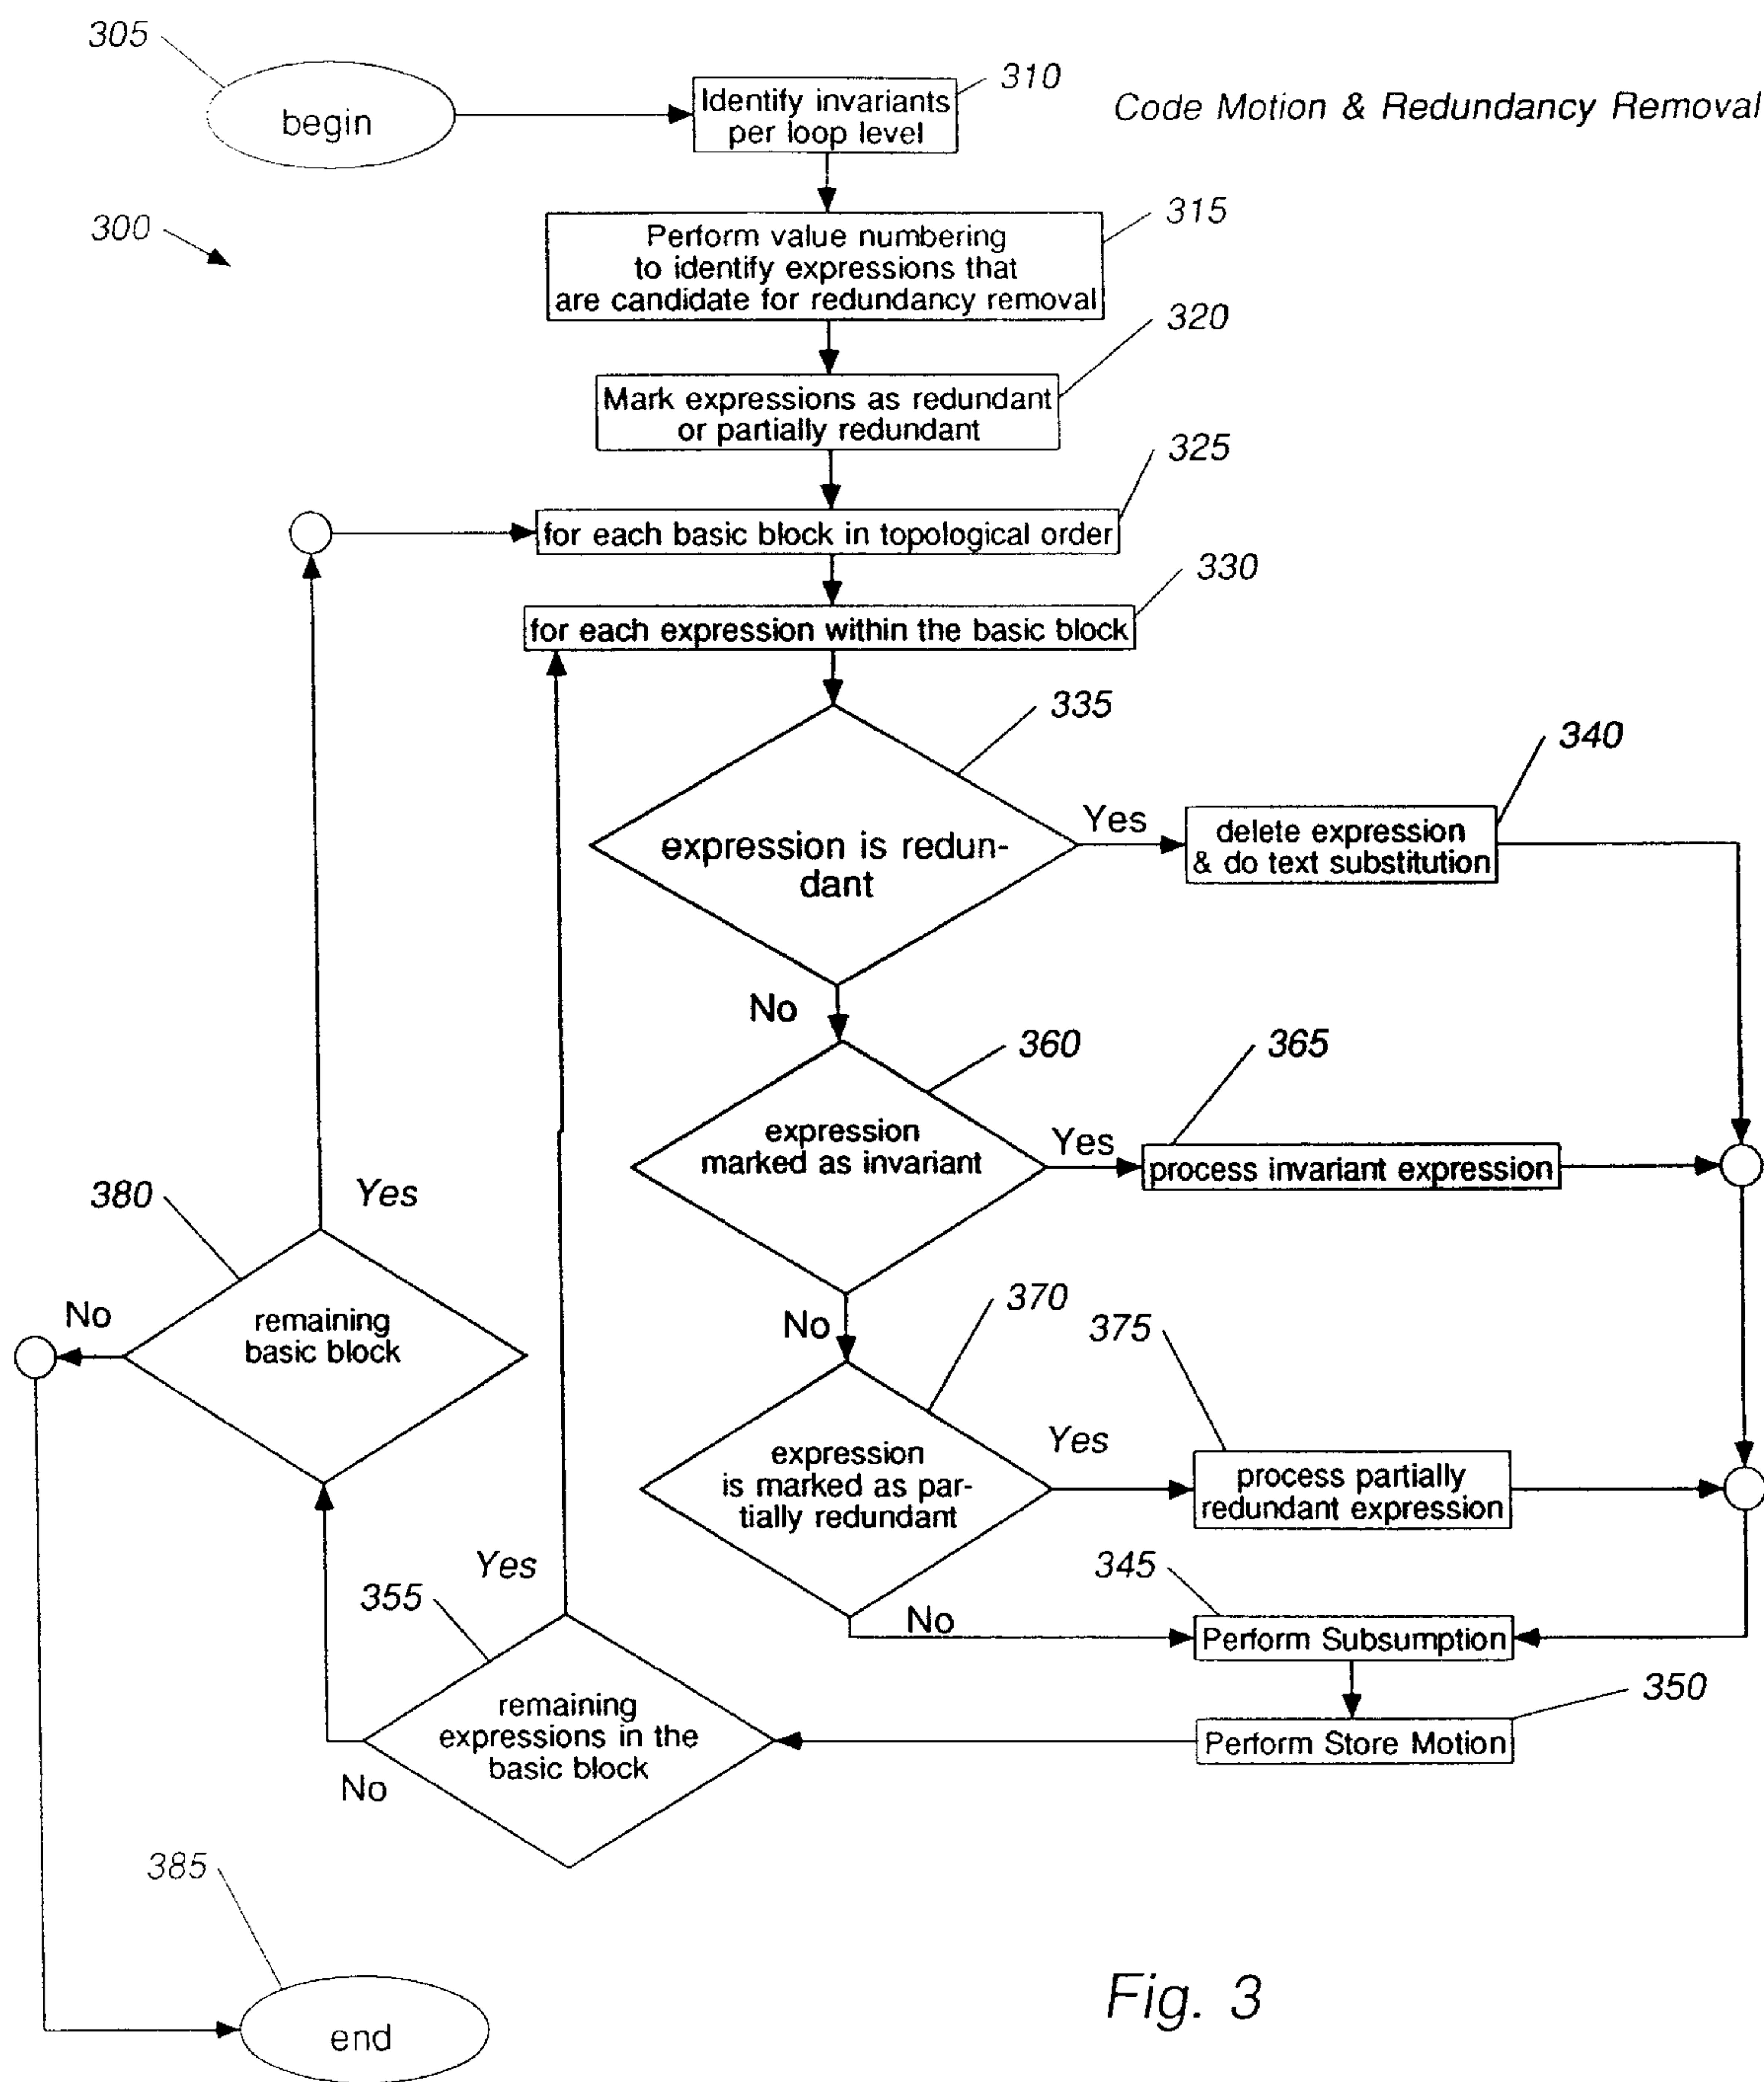 305
begin
310
Identify invariants
per loop level
Code Motion & Redundancy Removal
300
315
Perform value numbering
to identify expressions that
are candidate for redundancy removal
320
Mark expressions as redundant
or partially redundant
325
for each basic block in topological order
330
for each expression within the basic block
335
expression is redun-
dant
Yes
340
delete expression
& do text substitution
No
360
expression
marked as invariant
Yes
365
process invariant expression
380
Yes
remaining
basic block
No
No
370
expression
is marked as par-
tially redundant
Yes
375
process partially
redundant expression
No
345
Perform Subsumption
350
Perform Store Motion
355
Yes
remaining
expressions in the
basic block
No
385
end
Fig. 3